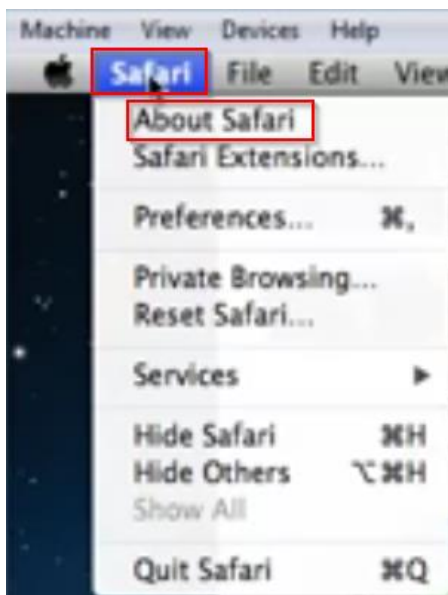 Machine View Devices Help
Safari File Edit View
About Safari
Safari Extensions...
Preferences... ⌘,
Private Browsing...
Reset Safari...
Services ▶
Hide Safari ⌘H
Hide Others ⌥⌘H
Show All
Quit Safari ⌘Q